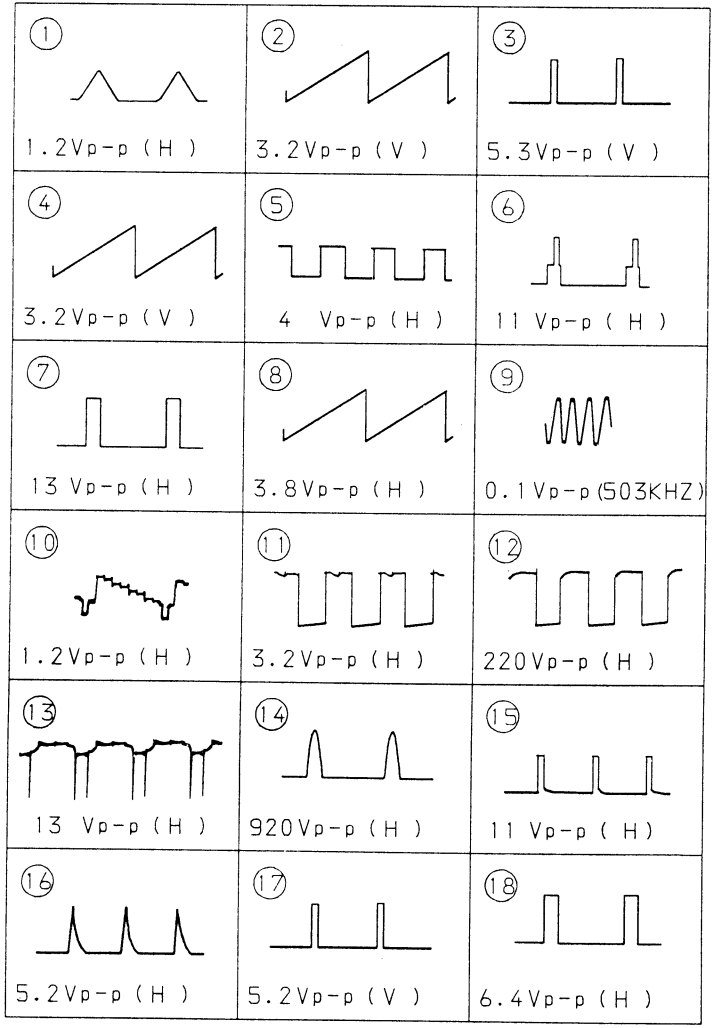 1
2
3
1.2Vp-p ( H )
3.2Vp-p ( V )
5.3Vp-p ( V )
4
5
6
3.2Vp-p ( V )
4 Vp-p ( H )
11 Vp-p ( H )
7
8
9
13 Vp-p ( H )
3.8Vp-p ( H )
0.1Vp-p (503KHZ)
10
11
12
1.2Vp-p ( H )
3.2Vp-p ( H )
220Vp-p ( H )
13
14
15
13 Vp-p ( H )
920Vp-p ( H )
11 Vp-p ( H )
16
17
18
5.2Vp-p ( H )
5.2Vp-p ( V )
6.4Vp-p ( H )